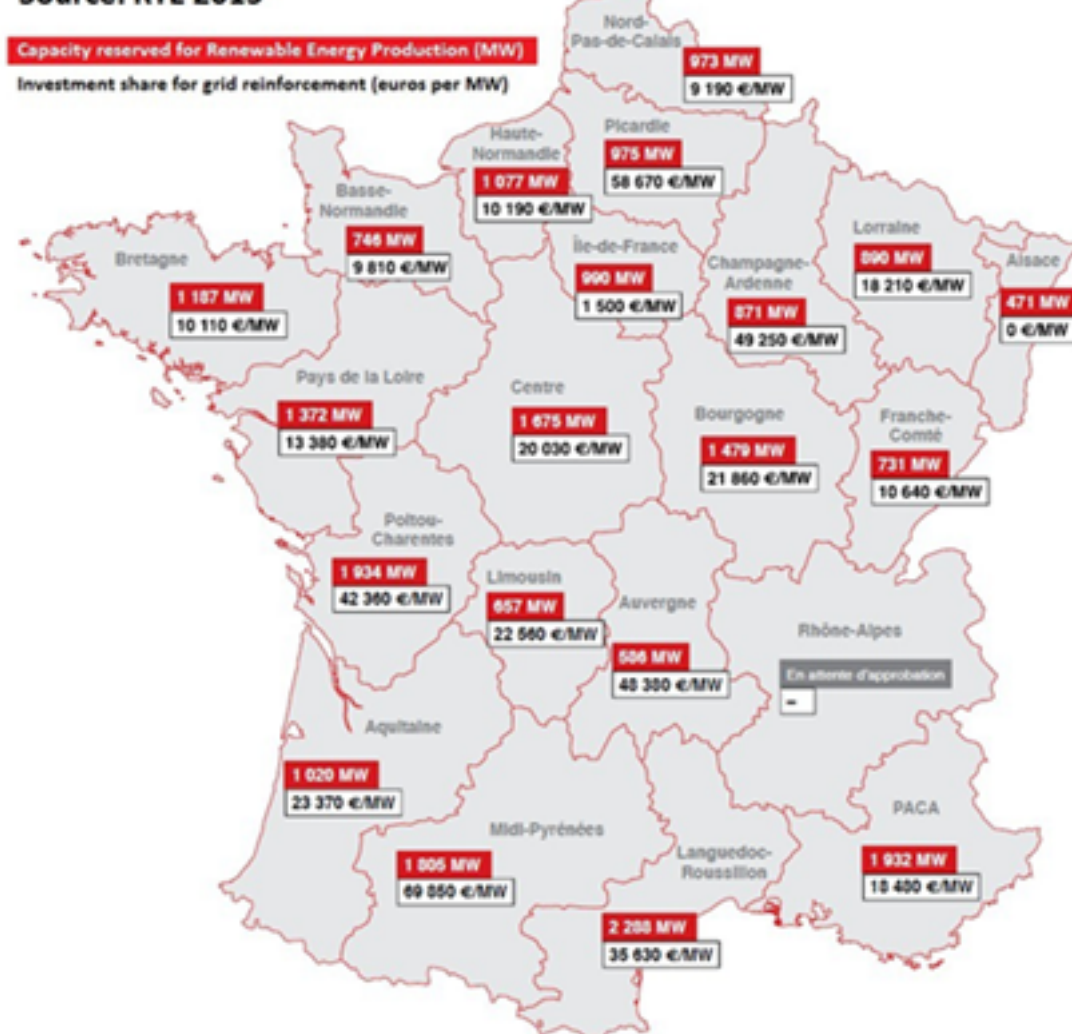 Source: RTE 2015
Capacity reserved for Renewable Energy Production (MW)
Investment share for grid reinforcement (euros per MW)
Nord-
Pas-de-Calais
973 MW
9 190 €/MW
Picardie
975 MW
58 670 €/MW
Haute-
Normandie
1 077 MW
10 190 €/MW
Basse-
Normandie
746 MW
9 810 €/MW
Île-de-France
990 MW
1 500 €/MW
Champagne-
Ardenne
871 MW
49 250 €/MW
Lorraine
890 MW
18 210 €/MW
Alsace
471 MW
0 €/MW
Bretagne
1 187 MW
10 110 €/MW
Pays de la Loire
1 372 MW
13 380 €/MW
Centre
1 675 MW
20 030 €/MW
Bourgogne
1 479 MW
21 860 €/MW
Franche-
Comté
731 MW
10 640 €/MW
Poitou-
Charentes
1 934 MW
42 360 €/MW
Limousin
657 MW
22 560 €/MW
Auvergne
586 MW
48 380 €/MW
Rhône-Alpes
En attente d'approbation
–
Aquitaine
1 020 MW
23 370 €/MW
Midi-Pyrénées
1 805 MW
69 850 €/MW
Languedoc-
Roussillon
2 288 MW
35 630 €/MW
PACA
1 932 MW
18 480 €/MW